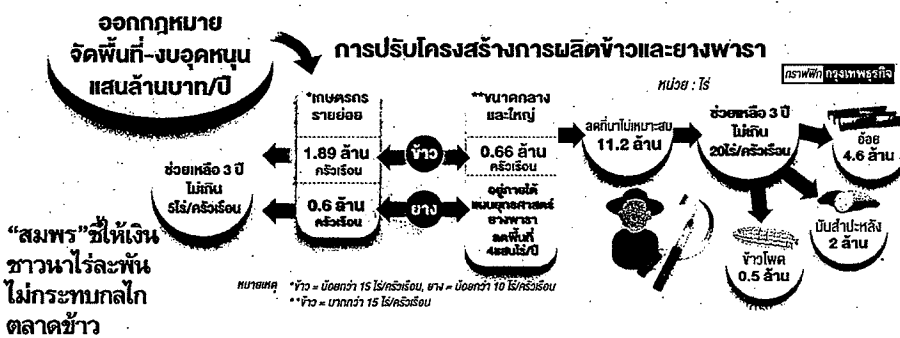 ออกกฎหมาย
จัดพื้นที่-งบอุดหนุน
แสนล้านบาท/ปี
การปรับโครงสร้างการผลิตข้าวและยางพารา
หน่วย : ไร่
กราฟฟิก กรุงเทพธุรกิจ
*เกษตรกร
รายย่อย
**ขนาดกลาง
และใหญ่
ช่วยเหลือ 3 ปี
ไม่เกิน
5ไร่/ครัวเรือน
1.89 ล้าน
ครัวเรือน
ข้าว
0.66 ล้าน
ครัวเรือน
0.6 ล้าน
ครัวเรือน
ยาง
อยู่ภายใต้
แผนยุทธศาสตร์
ยางพารา
ลดพื้นที่
4แสนไร่/ปี
ลดที่นาไม่เหมาะสม
11.2 ล้าน
ช่วยเหลือ 3 ปี
ไม่เกิน
20ไร่/ครัวเรือน
อ้อย
4.6 ล้าน
มันสำปะหลัง
2 ล้าน
ข้าวโพด
0.5 ล้าน
"สมพร"ชี้ให้เงิน
ชาวนาไร่ละพัน
ไม่กระทบกลไก
ตลาดข้าว
หมายเหตุ *ข้าว = น้อยกว่า 15 ไร่/ครัวเรือน, ยาง = น้อยกว่า 10 ไร่/ครัวเรือน
**ข้าว = มากกว่า 15 ไร่/ครัวเรือน